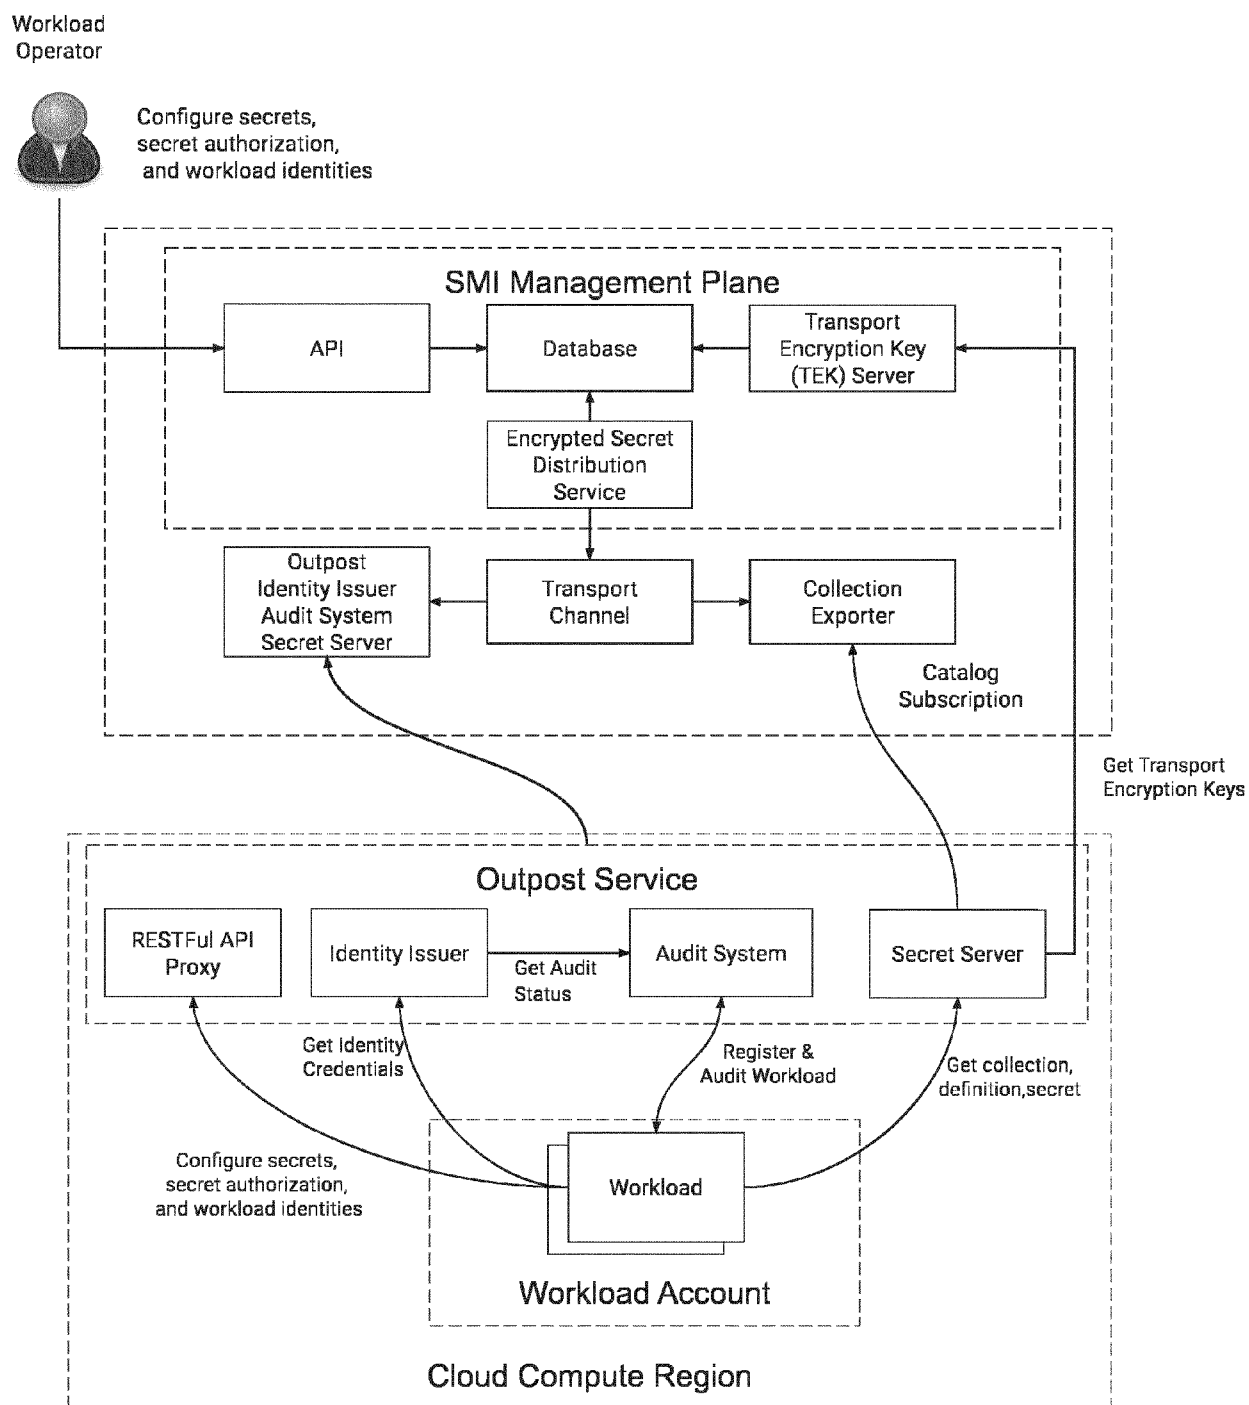 Workload
Operator
Configure secrets,
secret authorization,
and workload identities
SMI Management Plane
API
Database
Transport
Encryption Key
(TEK) Server
Encrypted Secret
Distribution
Service
Outpost
Identity Issuer
Audit System
Secret Server
Transport
Channel
Collection
Exporter
Catalog
Subscription
Get Transport
Encryption Keys
Outpost Service
RESTFul API
Proxy
Identity Issuer
Get Audit
Status
Audit System
Secret Server
Get Identity
Credentials
Register &
Audit Workload
Get collection,
definition,secret
Configure secrets,
secret authorization,
and workload identities
Workload
Workload Account
Cloud Compute Region